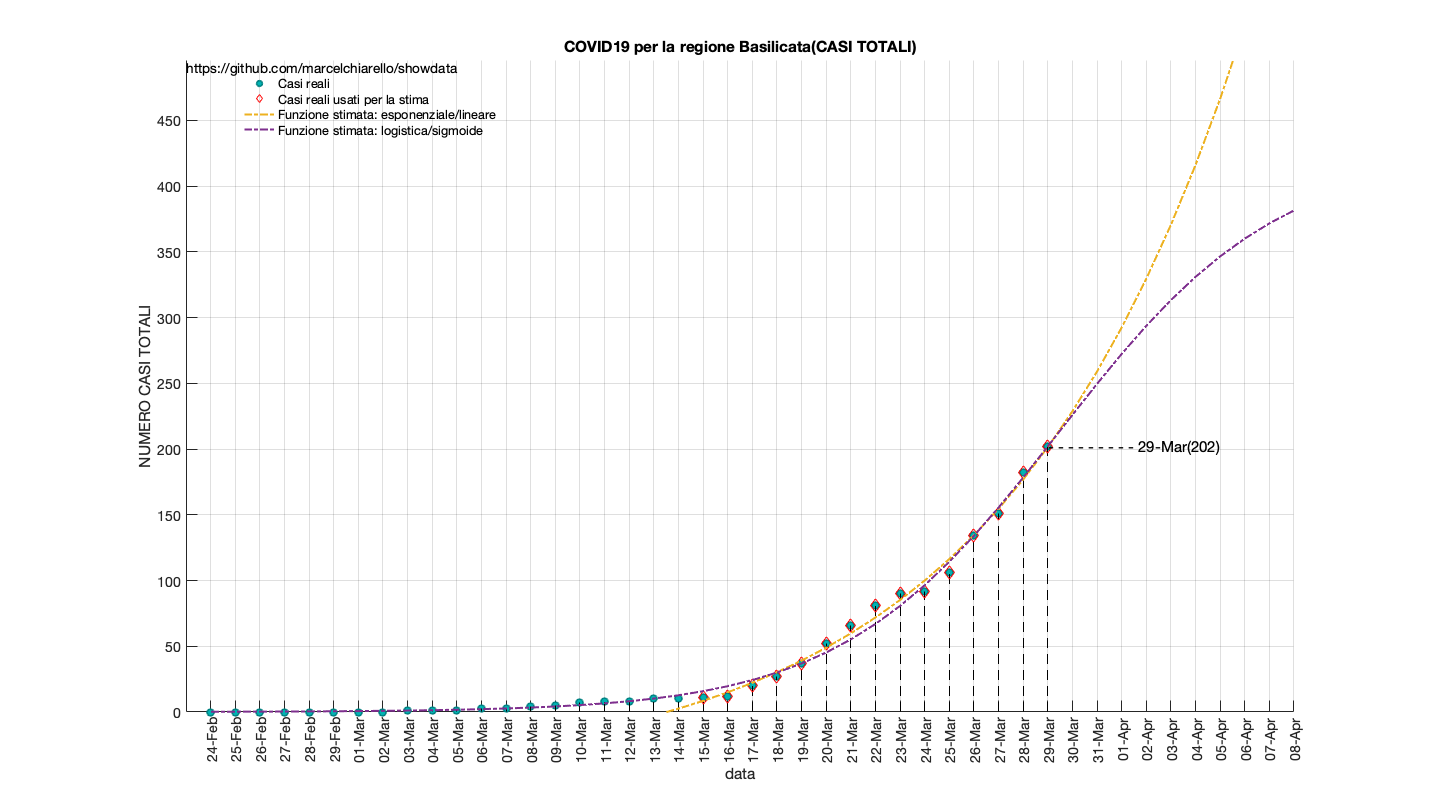 COVID19 per la regione Basilicata(CASI TOTALI)
https://github.com/marcelchiarello/showdata
Casi reali
Casi reali usati per la stima
Funzione stimata: esponenziale/lineare
Funzione stimata: logistica/sigmoide
NUMERO CASI TOTALI
450
400
350
300
250
200
150
100
50
0
29-Mar(202)
24-Feb
25-Feb
26-Feb
27-Feb
28-Feb
29-Feb
01-Mar
02-Mar
03-Mar
04-Mar
05-Mar
06-Mar
07-Mar
08-Mar
09-Mar
10-Mar
11-Mar
12-Mar
13-Mar
14-Mar
15-Mar
16-Mar
17-Mar
18-Mar
19-Mar
20-Mar
21-Mar
22-Mar
23-Mar
24-Mar
25-Mar
26-Mar
27-Mar
28-Mar
29-Mar
30-Mar
31-Mar
01-Apr
02-Apr
03-Apr
04-Apr
05-Apr
06-Apr
07-Apr
08-Apr
data